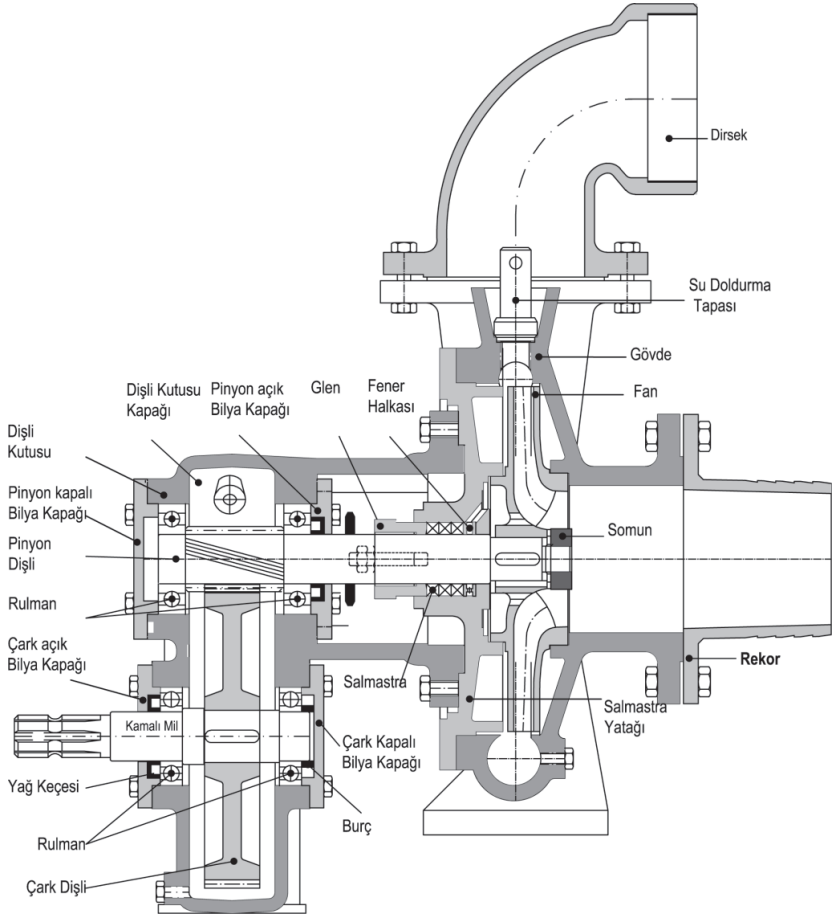 Dirsek
Su Doldurma
Tapası
Gövde
Fan
Dişli Kutusu
Kapağı
Pinyon açık
Bilya Kapağı
Glen
Fener
Halkası
Dişli
Kutusu
Pinyon kapalı
Bilya Kapağı
Pinyon
Dişli
Somun
Rulman
Çark açık
Bilya Kapağı
Rekor
Salmastra
Salmastra
Yatağı
Kamalı Mil
Çark Kapalı
Bilya Kapağı
Yağ Keçesi
Burç
Rulman
Çark Dişli